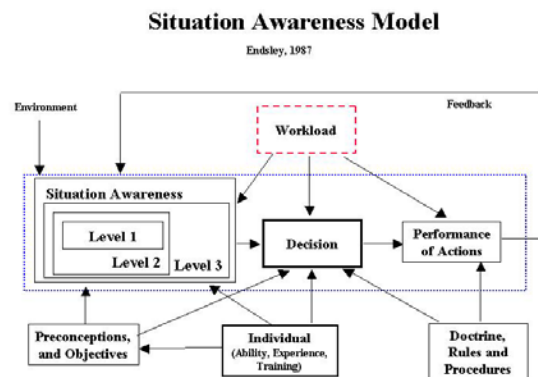 Situation Awareness Model
Endsley, 1987
Environment
Feedback
Workload
Situation Awareness
Level 1
Level 2
Level 3
Decision
Performance
of Actions
Preconceptions,
and Objectives
Individual
(Ability, Experience,
Training)
Doctrine,
Rules and
Procedures